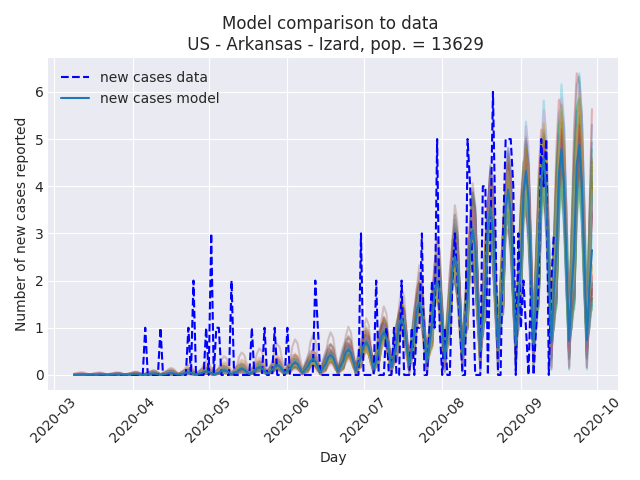 Model comparison to data
US - Arkansas - Izard, pop. = 13629
new cases data
new cases model
Number of new cases reported
6
5
4
3
2
1
0
2020-03
2020-04
2020-05
2020-06
2020-07
2020-08
2020-09
2020-10
Day